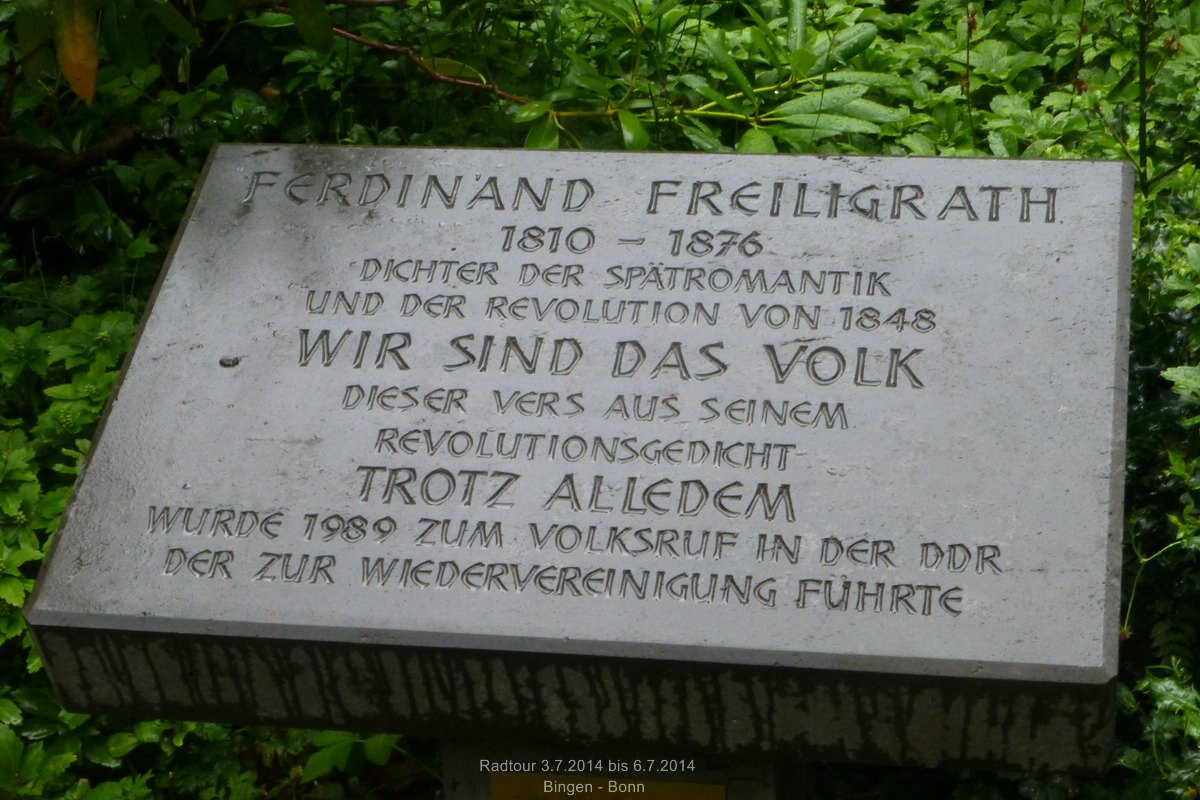 FERDINAND FREILIGRATH
1810 – 1876
DICHTER DER SPÄTROMANTIK
UND DER REVOLUTION VON 1848
WIR SIND DAS VOLK
DIESER VERS AUS SEINEM
REVOLUTIONSGEDICHT
TROTZ ALLEDEM
WURDE 1989 ZUM VOLKSRUF IN DER DDR
DER ZUR WIEDERVEREINIGUNG FÜHRTE
Radtour 3.7.2014 bis 6.7.2014
Bingen - Bonn